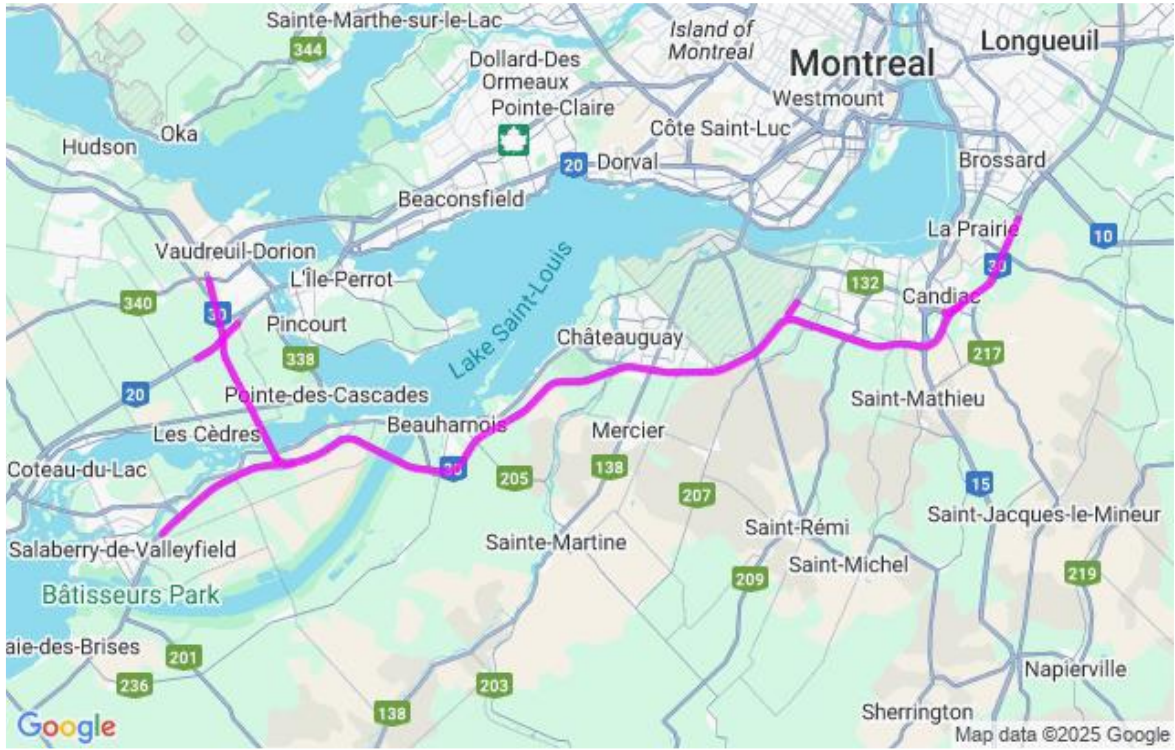 Sainte-Marthe-sur-le-Lac
344
Island of
Montreal
Longueuil
Dollard-Des
Ormeaux
Montreal
Pointe-Claire
Westmount
Oka
Côte Saint-Luc
Hudson
20
Dorval
Brossard
Beaconsfield
La Prairie
10
Vaudreuil-Dorion
30
L'Île-Perrot
132
340
Candiac
30
Pincourt
Lake Saint-Louis
Châteauguay
338
217
20
Pointe-des-Cascades
Saint-Mathieu
Les Cèdres
Beauharnois
Mercier
Coteau-du-Lac
30
205
138
15
207
Saint-Jacques-le-Mineur
Saint-Rémi
Salaberry-de-Valleyfield
Sainte-Martine
Saint-Michel
219
209
Bâtisseurs Park
aie-des-Brises
201
Napierville
236
203
138
Sherrington
Google
Map data ©2025 Google